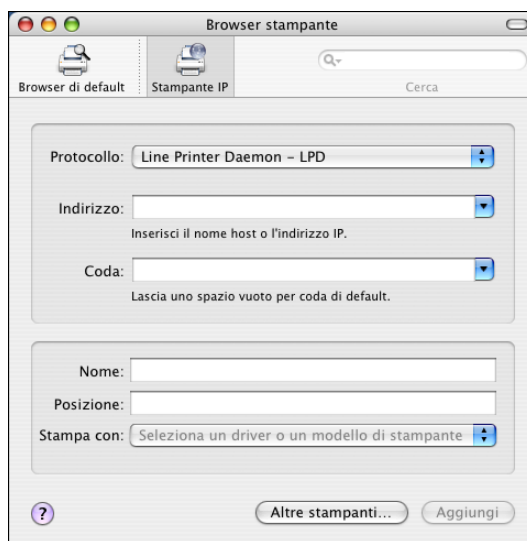 Browser stampante
Browser di default
Stampante IP
Cerca
Protocollo: Line Printer Daemon – LPD
Indirizzo:
Inserisci il nome host o l'indirizzo IP.
Coda:
Lascia uno spazio vuoto per coda di default.
Nome:
Posizione:
Stampa con: Seleziona un driver o un modello di stampante
? Altre stampanti... Aggiungi